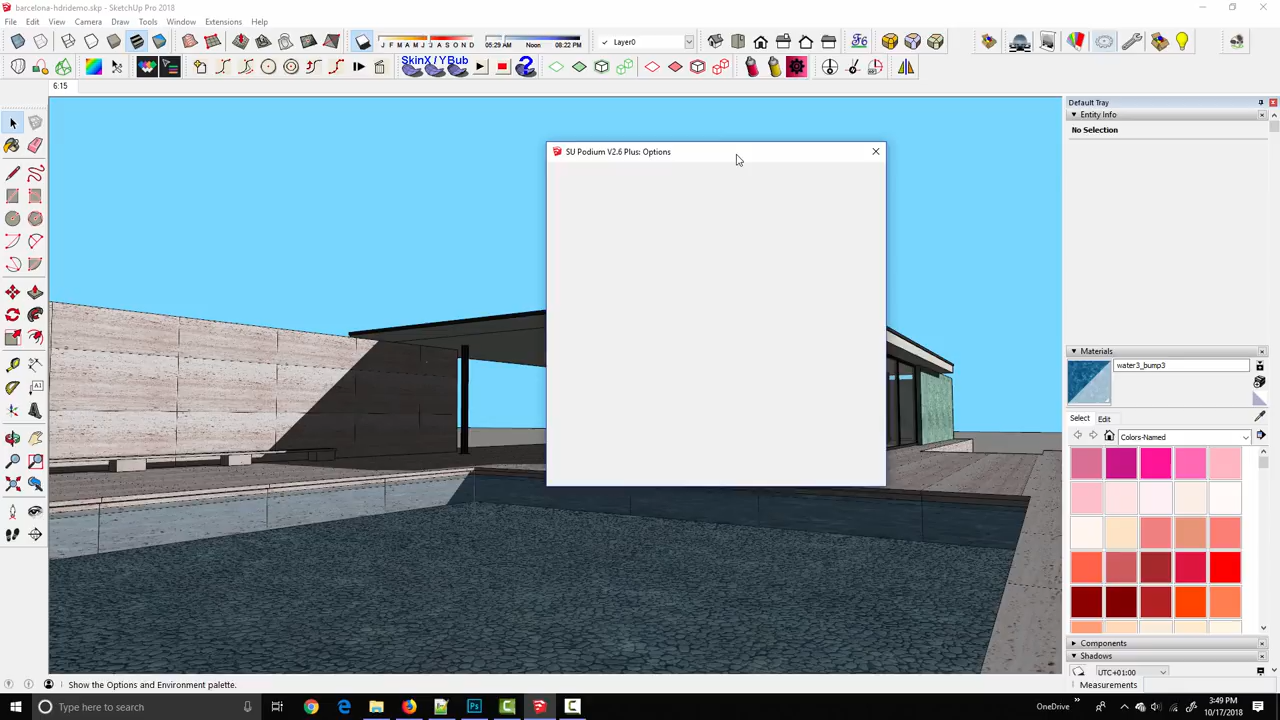 barcelona-hdridemo.skp - SketchUp Pro 2018
File Edit View Camera Draw Tools Window Extensions Help
J F M A M J J A S O N D
05:29 AM Noon 08:22 PM
Layer0
SkinX / YBub
6:15
Default Tray
Entity Info
No Selection
SU Podium V2.6 Plus: Options
Materials
water3_bump3
Select Edit
Colors-Named
Components
Shadows
UTC+01:00
Show the Options and Environment palette.
Measurements
Type here to search
OneDrive
3:49 PM
10/17/2018